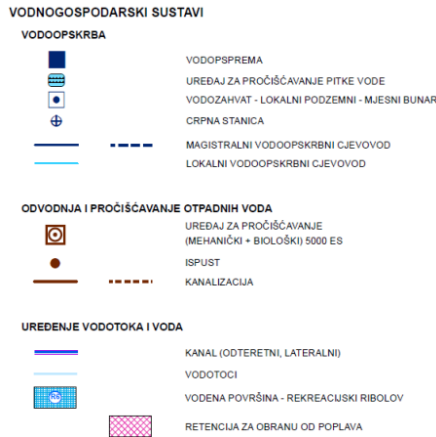 VODNOGOSPODARSKI SUSTAVI
VODOOPSKRBA
VODOPSPREMA
UREĐAJ ZA PROČIŠĆAVANJE PITKE VODE
VODOZAHVAT - LOKALNI PODZEMNI - MJESNI BUNAR
CRPNA STANICA
MAGISTRALNI VODOOPSKRBNI CJEVOVOD
LOKALNI VODOOPSKRBNI CJEVOVOD
ODVODNJA I PROČIŠĆAVANJE OTPADNIH VODA
UREĐAJ ZA PROČIŠĆAVANJE
(MEHANIČKI + BIOLOŠKI) 5000 ES
ISPUST
KANALIZACIJA
UREĐENJE VODOTOKA I VODA
KANAL (ODTERETNI, LATERALNI)
VODOTOCI
VODENA POVRŠINA - REKREACIJSKI RIBOLOV
RETENCIJA ZA OBRANU OD POPLAVA